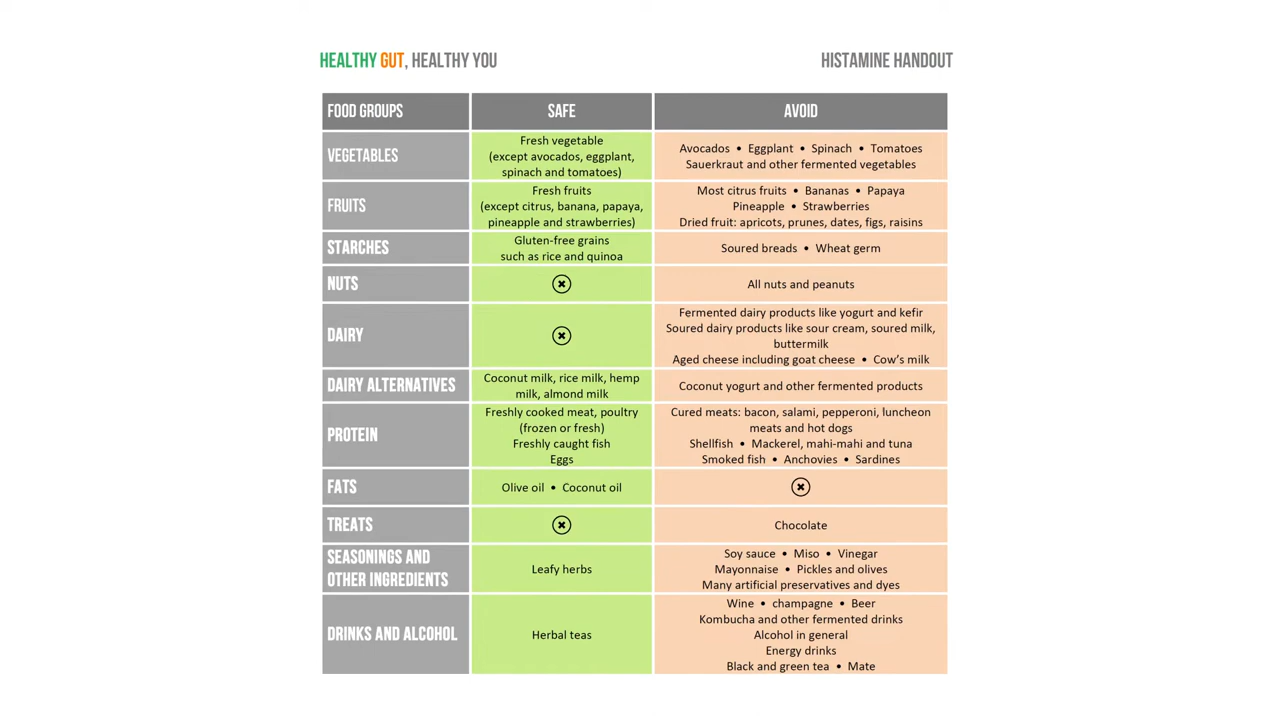 HEALTHY GUT, HEALTHY YOU
HISTAMINE HANDOUT
FOOD GROUPS
SAFE
AVOID
VEGETABLES
Fresh vegetable
(except avocados, eggplant,
spinach and tomatoes)
Avocados • Eggplant • Spinach • Tomatoes
Sauerkraut and other fermented vegetables
FRUITS
Fresh fruits
(except citrus, banana, papaya,
pineapple and strawberries)
Most citrus fruits • Bananas • Papaya
Pineapple • Strawberries
Dried fruit: apricots, prunes, dates, figs, raisins
STARCHES
Gluten-free grains
such as rice and quinoa
Soured breads • Wheat germ
NUTS
All nuts and peanuts
DAIRY
Fermented dairy products like yogurt and kefir
Soured dairy products like sour cream, soured milk,
buttermilk
Aged cheese including goat cheese • Cow's milk
DAIRY ALTERNATIVES
Coconut milk, rice milk, hemp
milk, almond milk
Coconut yogurt and other fermented products
PROTEIN
Freshly cooked meat, poultry
(frozen or fresh)
Freshly caught fish
Eggs
Cured meats: bacon, salami, pepperoni, luncheon
meats and hot dogs
Shellfish • Mackerel, mahi-mahi and tuna
Smoked fish • Anchovies • Sardines
FATS
Olive oil • Coconut oil
TREATS
Chocolate
SEASONINGS AND
OTHER INGREDIENTS
Leafy herbs
Soy sauce • Miso • Vinegar
Mayonnaise • Pickles and olives
Many artificial preservatives and dyes
DRINKS AND ALCOHOL
Herbal teas
Wine • champagne • Beer
Kombucha and other fermented drinks
Alcohol in general
Energy drinks
Black and green tea • Mate